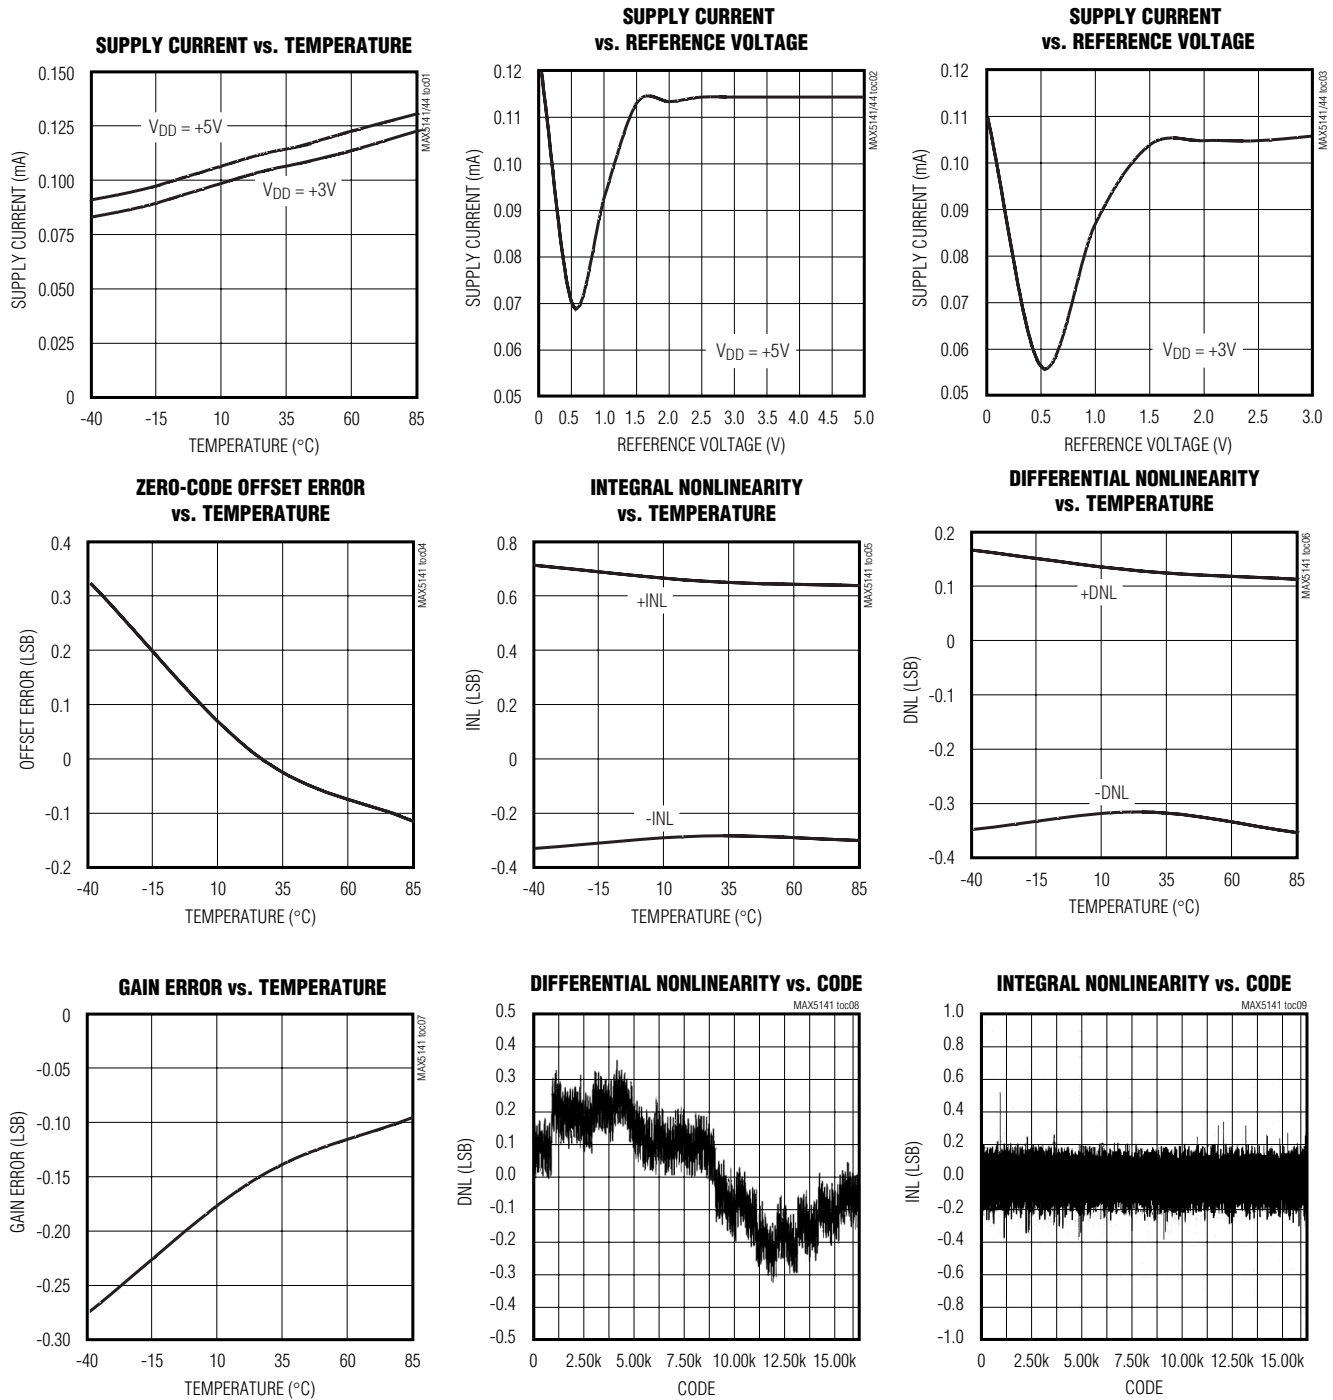 SUPPLY CURRENT vs. TEMPERATURE
0.150
0.125
0.100
0.075
0.050
0.025
0
SUPPLY CURRENT (mA)
VDD = +5V
VDD = +3V
MAX5141/44 toc01
-40 -15 10 35 60 85
TEMPERATURE (°C)
SUPPLY CURRENT
vs. REFERENCE VOLTAGE
0.12
0.11
0.10
0.09
0.08
0.07
0.06
0.05
SUPPLY CURRENT (mA)
VDD = +5V
MAX5141/44 toc02
0 0.5 1.0 1.5 2.0 2.5 3.0 3.5 4.0 4.5 5.0
REFERENCE VOLTAGE (V)
SUPPLY CURRENT
vs. REFERENCE VOLTAGE
0.12
0.11
0.10
0.09
0.08
0.07
0.06
0.05
SUPPLY CURRENT (mA)
VDD = +3V
MAX5141/44 toc03
0 0.5 1.0 1.5 2.0 2.5 3.0
REFERENCE VOLTAGE (V)
ZERO-CODE OFFSET ERROR
vs. TEMPERATURE
0.4
0.3
0.2
0.1
0
-0.1
-0.2
OFFSET ERROR (LSB)
MAX5141 toc04
-40 -15 10 35 60 85
TEMPERATURE (°C)
INTEGRAL NONLINEARITY
vs. TEMPERATURE
0.8
0.6
0.4
0.2
0
-0.2
-0.4
INL (LSB)
+INL
-INL
MAX5141 toc05
-40 -15 10 35 60 85
TEMPERATURE (°C)
DIFFERENTIAL NONLINEARITY
vs. TEMPERATURE
0.2
0.1
0
-0.1
-0.2
-0.3
-0.4
DNL (LSB)
+DNL
-DNL
MAX5141 toc06
-40 -15 10 35 60 85
TEMPERATURE (°C)
GAIN ERROR vs. TEMPERATURE
0
-0.05
-0.10
-0.15
-0.20
-0.25
-0.30
GAIN ERROR (LSB)
MAX5141 toc07
-40 -15 10 35 60 85
TEMPERATURE (°C)
DIFFERENTIAL NONLINEARITY vs. CODE
MAX5141 toc08
0.5
0.4
0.3
0.2
0.1
0.0
-0.1
-0.2
-0.3
-0.4
-0.5
DNL (LSB)
0 2.50k 5.00k 7.50k 10.00k 12.50k 15.00k
CODE
INTEGRAL NONLINEARITY vs. CODE
MAX5141 toc09
1.0
0.8
0.6
0.4
0.2
0.0
-0.2
-0.4
-0.6
-0.8
-1.0
INL (LSB)
0 2.50k 5.00k 7.50k 10.00k 12.50k 15.00k
CODE